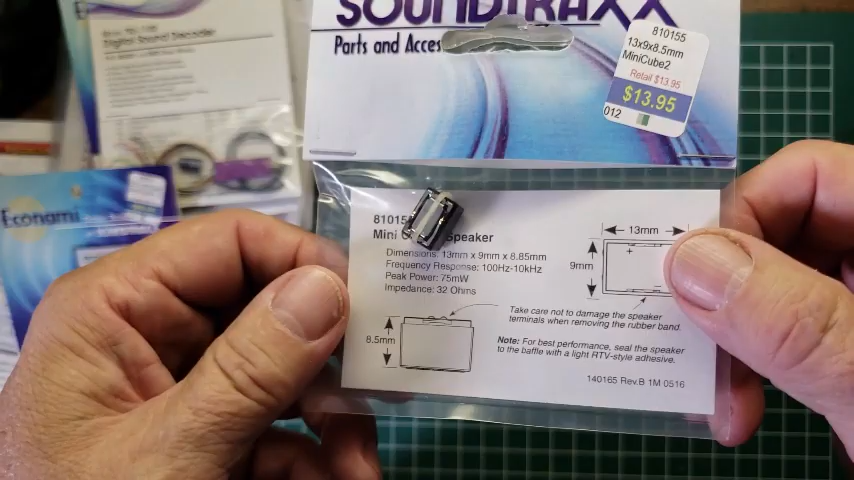 SOUNDTRAXX
Parts and Acces
810155
13x9x8.5mm
MiniCube2
Retail $13.95
$13.95
012
Digital Sound Decoder
Econami
81015
Mini Speaker
Dimensions: 13mm x 9mm x 8.85mm
Frequency Response: 100Hz-10kHz
Peak Power: 75mW
Impedance: 32 Ohms
13mm
9mm
+
8.5mm
Take care not to damage the speaker
terminals when removing the rubber band.
Note: For best performance, seal the speaker
to the baffle with a light RTV-style adhesive.
140165 Rev.B 1M 0516